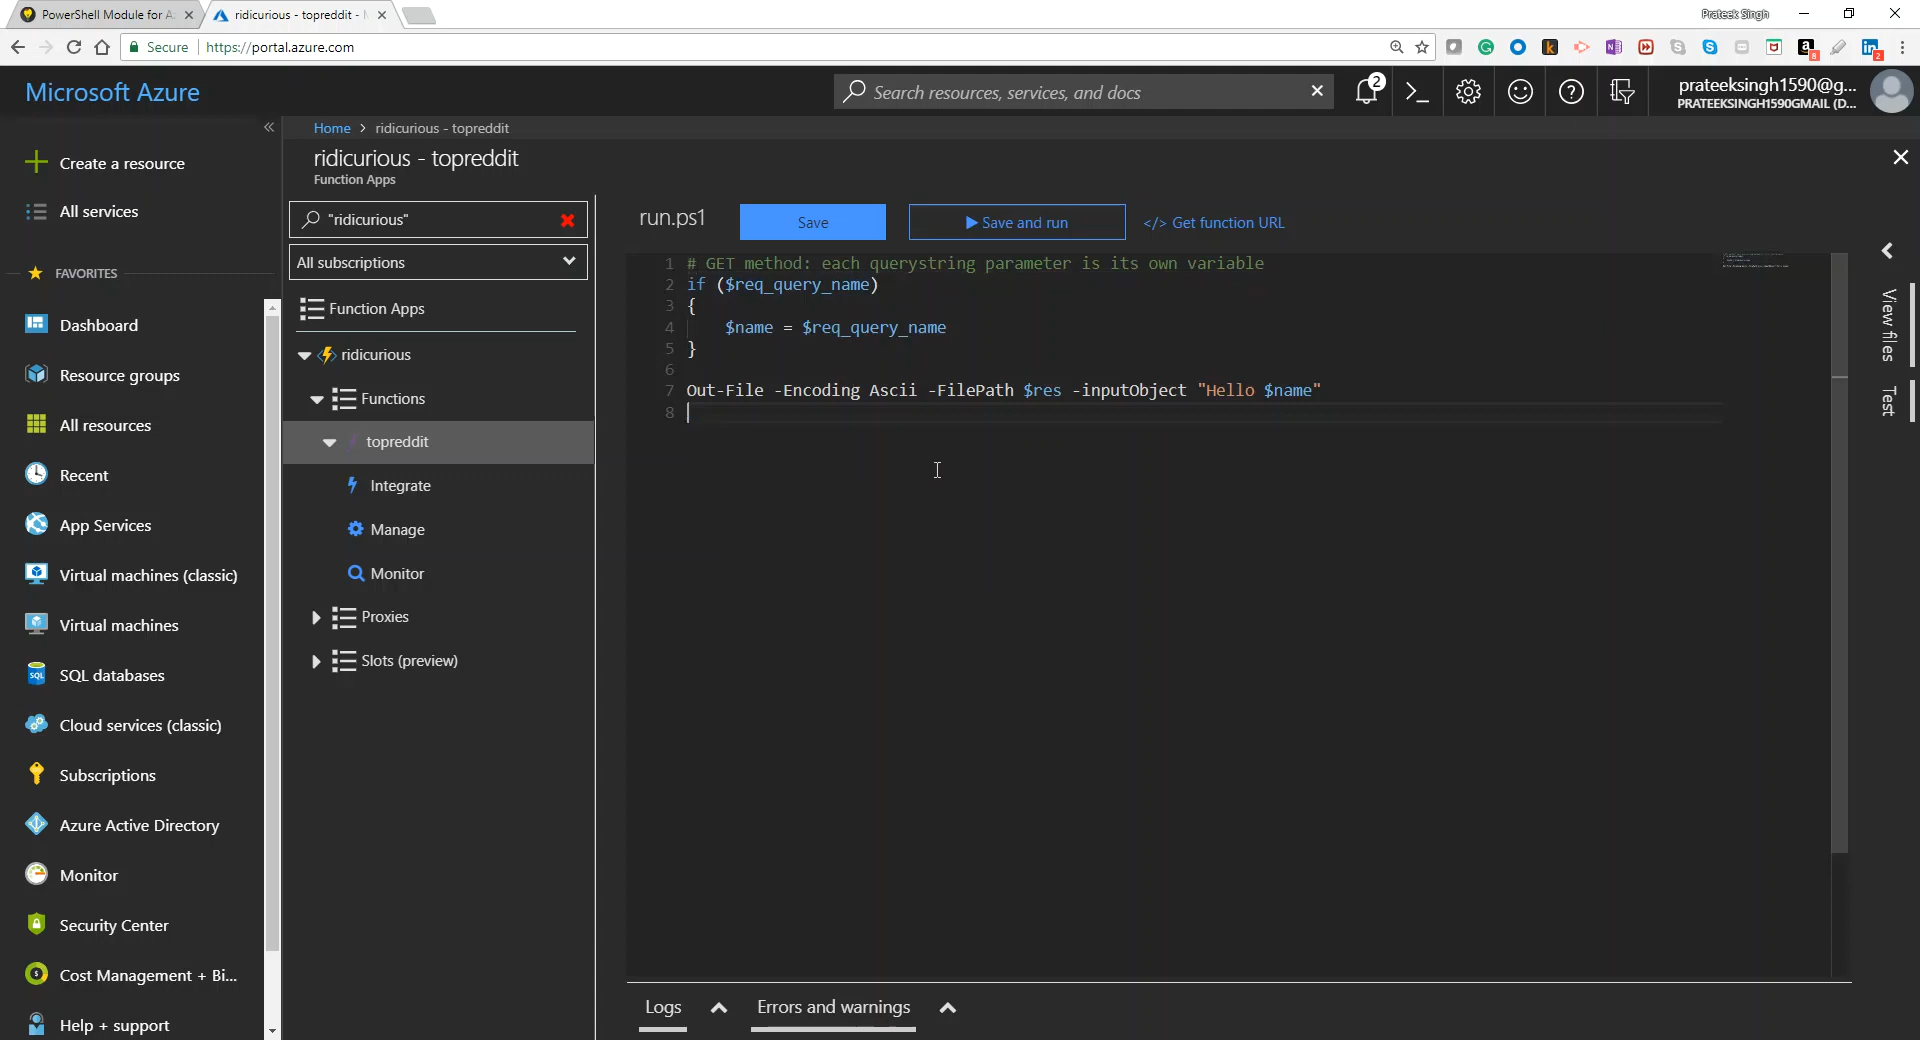 PowerShell Module for A
ridicurious - topreddit -
Prateek Singh
Secure
https://portal.azure.com
8
2
Microsoft Azure
Search resources, services, and docs
2
prateeksingh1590@g...
PRATEEKSINGH1590GMAIL (D...
Create a resource
All services
FAVORITES
Dashboard
Resource groups
All resources
Recent
App Services
Virtual machines (classic)
Virtual machines
SQL databases
Cloud services (classic)
Subscriptions
Azure Active Directory
Monitor
Security Center
Cost Management + Bi...
Help + support
Home > ridicurious - topreddit
ridicurious - topreddit
Function Apps
"ridicurious"
All subscriptions
Function Apps
ridicurious
Functions
topreddit
Integrate
Manage
Monitor
Proxies
Slots (preview)
run.ps1
Save
Save and run
</> Get function URL
1 # GET method: each querystring parameter is its own variable
2 if ($req_query_name)
3 {
4 $name = $req_query_name
5 }
6
7 Out-File -Encoding Ascii -FilePath $res -inputObject "Hello $name"
8
View files
Test
Logs
Errors and warnings